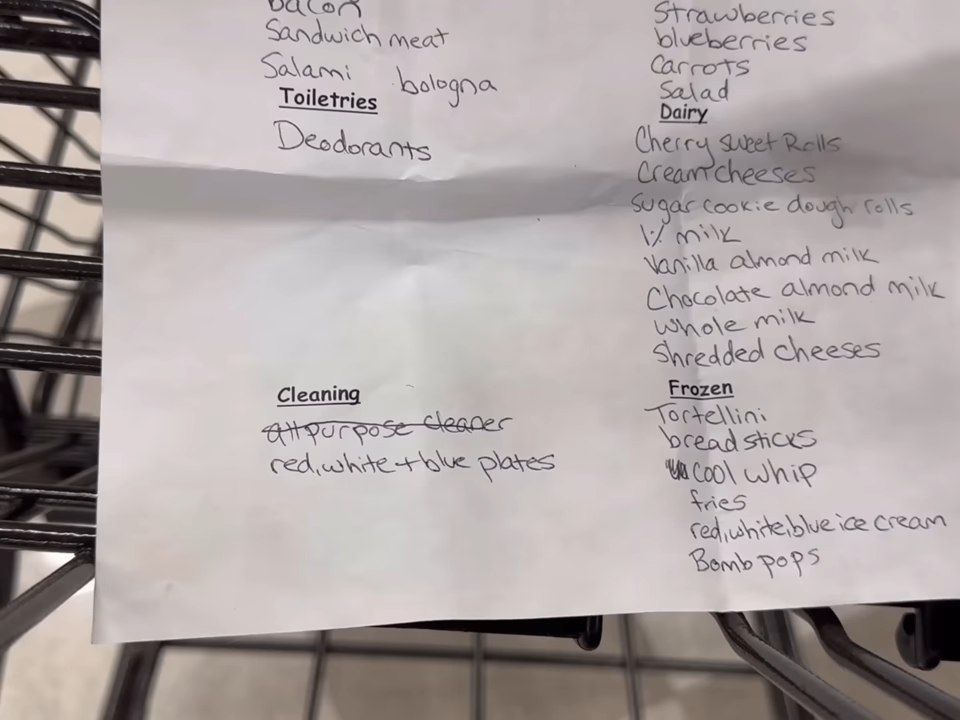 Bacon
Sandwich meat
Salami bologna
Toiletries
Deodorants
Cleaning
all purpose cleaner
red, white + blue plates
Strawberries
blueberries
Carrots
Salad
Dairy
Cherry sweet Rolls
Cream cheeses
Sugar cookie dough rolls
1% milk
Vanilla almond milk
Chocolate almond milk
whole milk
Shredded cheeses
Frozen
Tortellini
breadsticks
cool whip
fries
red, white, blue ice cream
Bomb pops